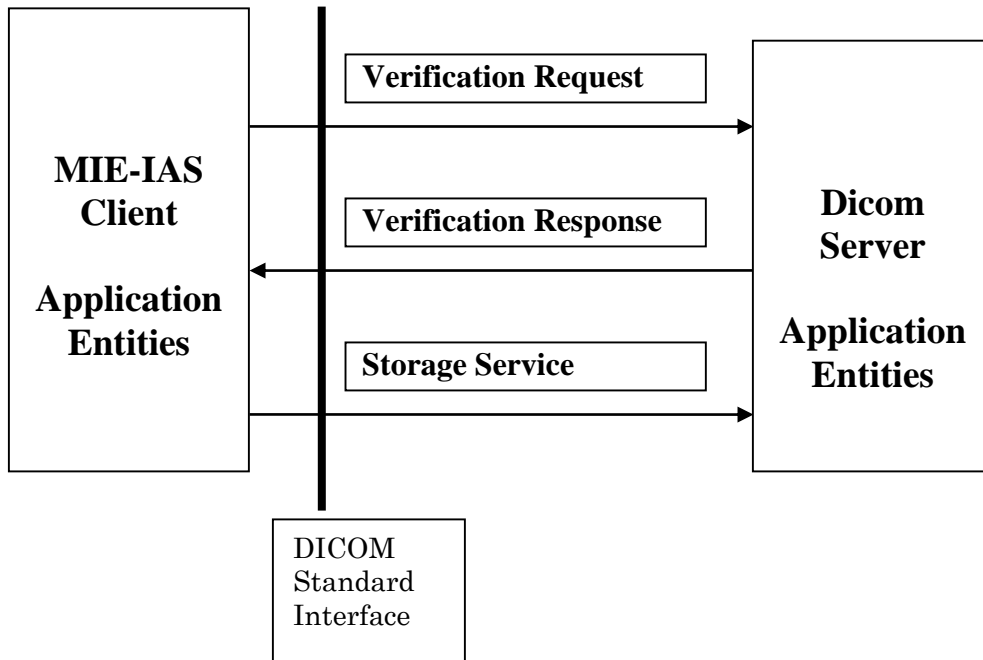 MIE-IAS
Client
Application
Entities
Verification Request
Verification Response
Storage Service
Dicom
Server
Application
Entities
DICOM
Standard
Interface